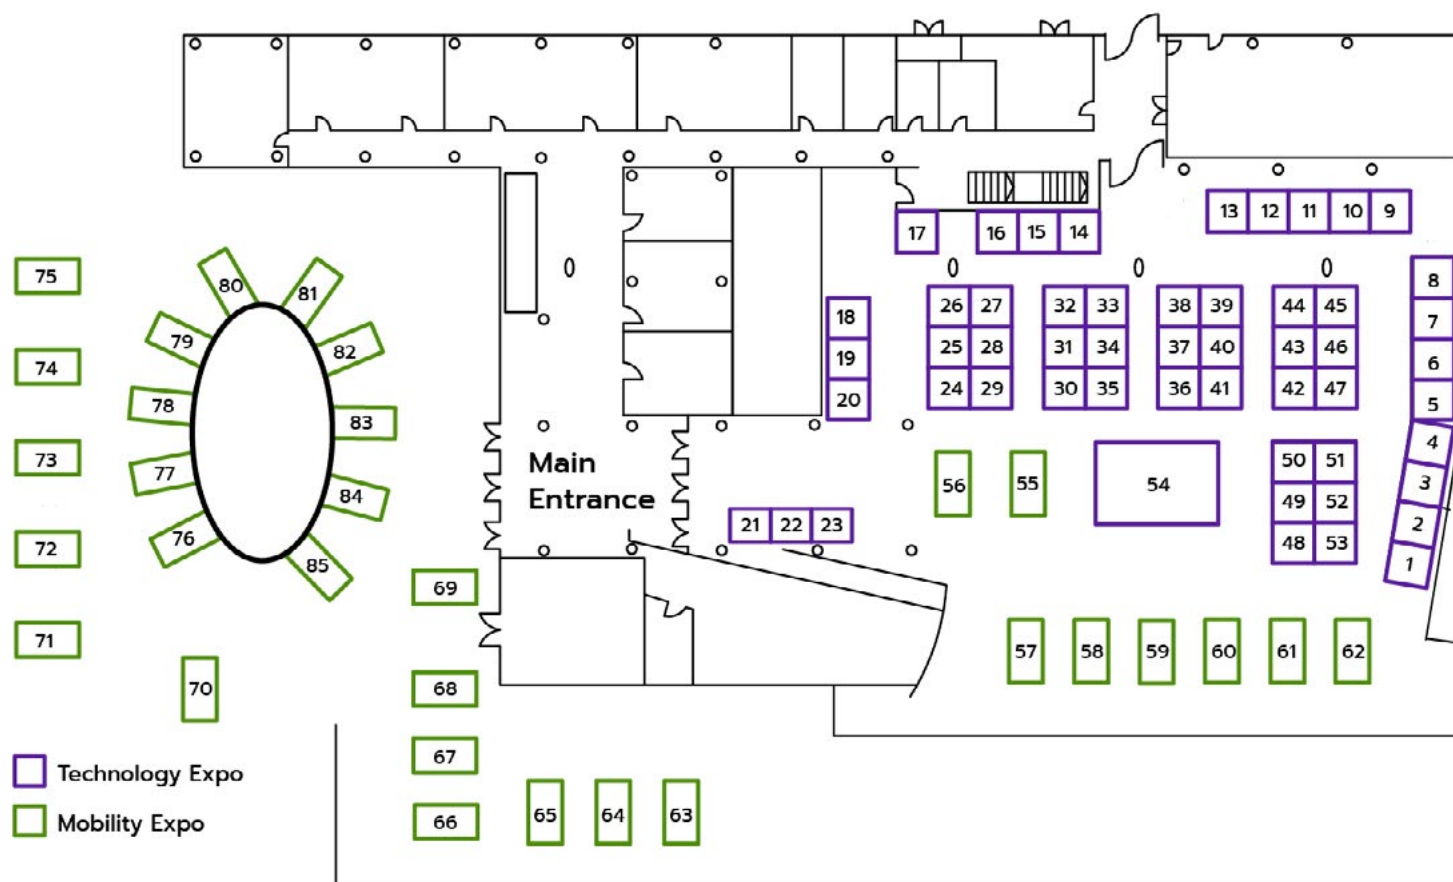 13 12 11 10 9
17 16 15 14
75 80 81 8
26 27 32 33 38 39 44 45
18 7
79 82 25 28 31 34 37 40 43 46
19 6
74 24 29 30 35 36 41 42 47
20 5
78 83
4
73 77 Main 50 51
Entrance 56 55 54 3
84 49 52
21 22 23 2
76 48 53
72 85 1
69
71 57 58 59 60 61 62
70 68
67
Technology Expo
66 65 64 63
Mobility Expo